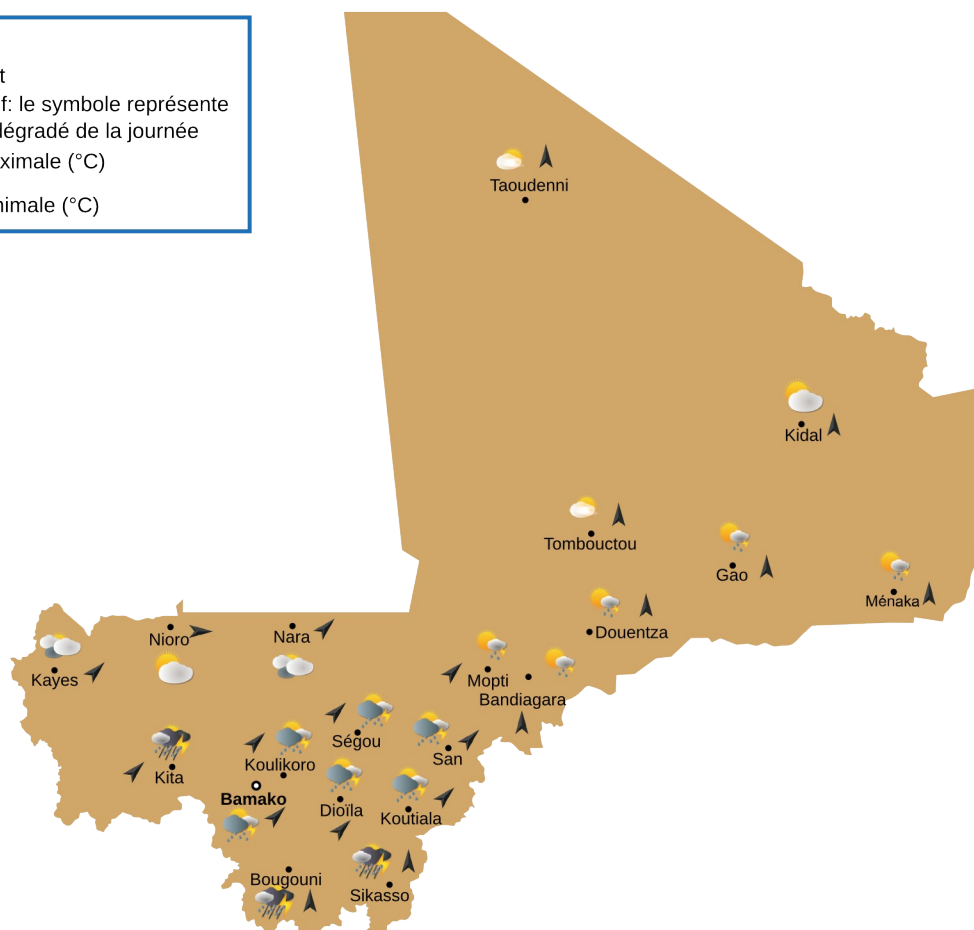 t
f: le symbole représente
dégradé de la journée
ximale (°C)
nimale (°C)
Taoudenni
Kidal
Tombouctou
Gao
Ménaka
Douentza
Nioro
Nara
Kayes
Mopti
Bandiagara
Ségou
San
Koulikoro
Kita
Bamako
Dioïla
Koutiala
Bougouni
Sikasso